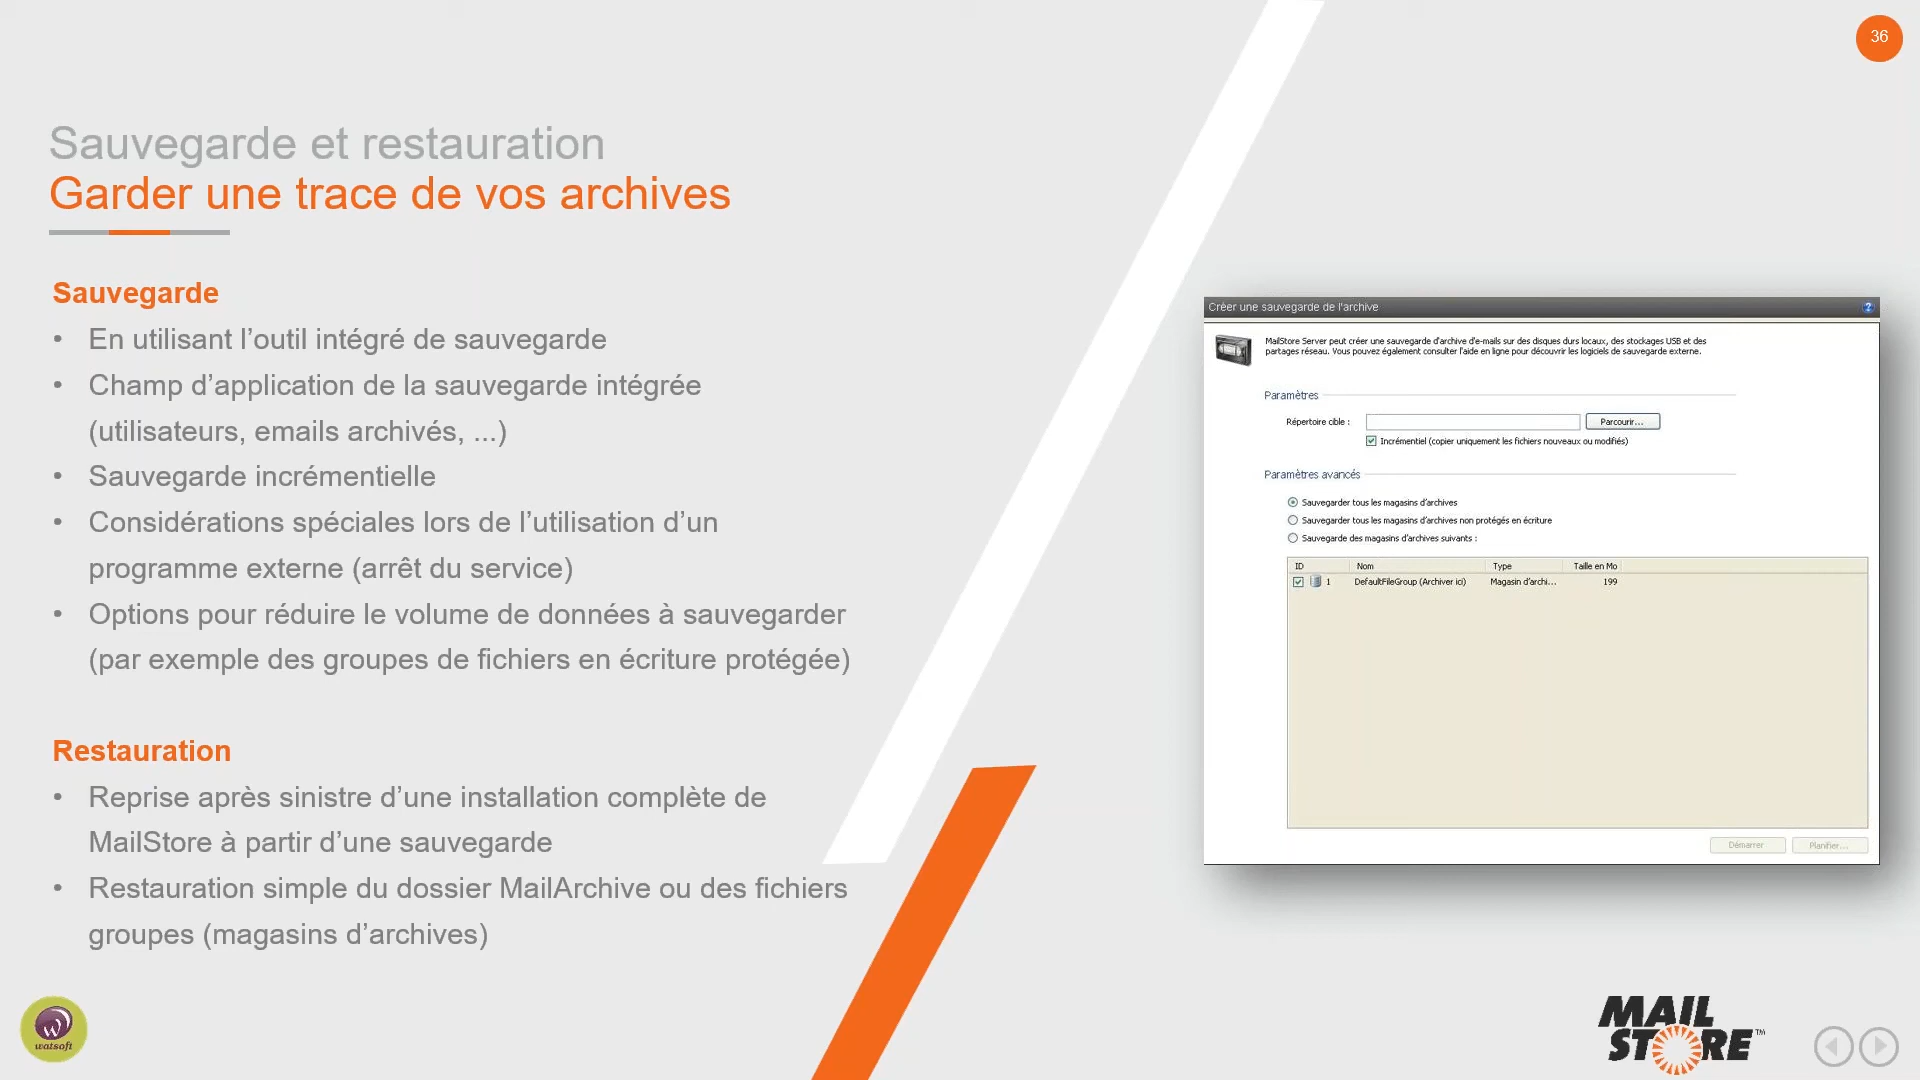 36
Sauvegarde et restauration
Garder une trace de vos archives
Sauvegarde
• En utilisant l’outil intégré de sauvegarde
• Champ d’application de la sauvegarde intégrée
(utilisateurs, emails archivés, ...)
• Sauvegarde incrémentielle
• Considérations spéciales lors de l’utilisation d’un
programme externe (arrêt du service)
• Options pour réduire le volume de données à sauvegarder
(par exemple des groupes de fichiers en écriture protégée)
Restauration
• Reprise après sinistre d’une installation complète de
MailStore à partir d’une sauvegarde
• Restauration simple du dossier MailArchive ou des fichiers
groupes (magasins d’archives)
Créer une sauvegarde de l'archive
?
MailStore Server peut créer une sauvegarde d'archive d'e-mails sur des disques durs locaux, des stockages USB et des
partages réseau. Vous pouvez également consulter l'aide en ligne pour découvrir les logiciels de sauvegarde externe.
Paramètres
Répertoire cible : Parcourir...
Incrémentiel (copier uniquement les fichiers nouveaux ou modifiés)
Paramètres avancés
Sauvegarder tous les magasins d'archives
Sauvegarder tous les magasins d'archives non protégés en écriture
Sauvegarde des magasins d'archives suivants :
ID Nom Type Taille en Mo
1 DefaultFileGroup (Archiver ici) Magasin d'archi... 199
Démarrer Planifier...
w
watsoft
MAIL
STORE™